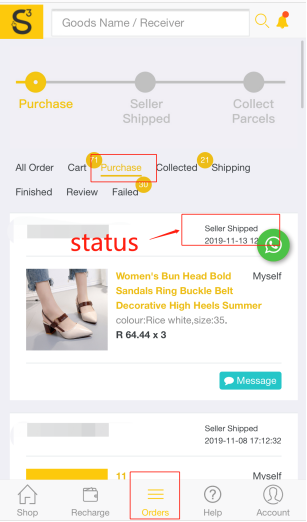 S3
Goods Name / Receiver
Purchase
Seller Shipped
Collect Parcels
All Order Cart 71 Purchase Collected 21 Shipping
Finished Review Failed 30
status
Seller Shipped
2019-11-13 12
Women's Bun Head Bold Sandals Ring Buckle Belt Decorative High Heels Summer
Myself
colour:Rice white,size:35,
R 64.44 x 3
Message
Seller Shipped
2019-11-08 17:12:32
11
Myself
Shop Recharge Orders Help Account